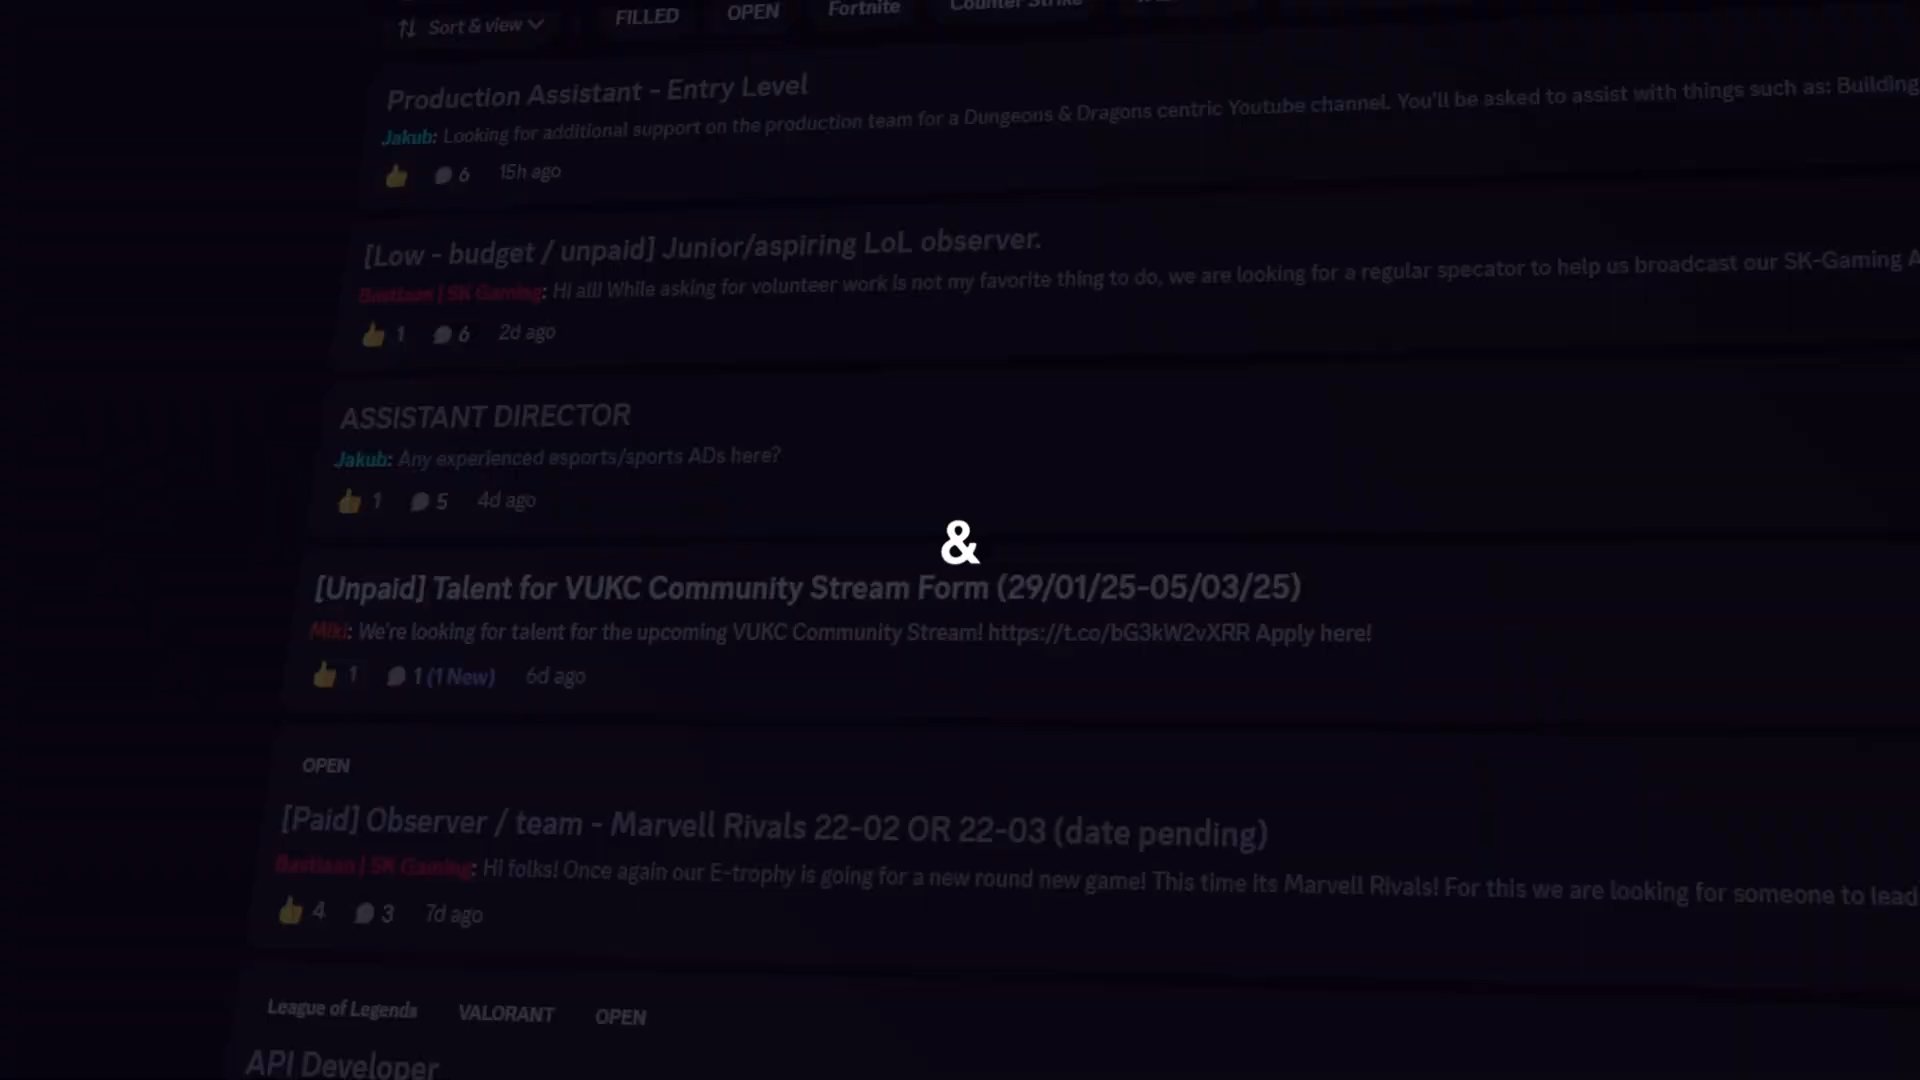 Sort & view
FILLED
OPEN
Fortnite
Counter Strike
Production Assistant - Entry Level
Jakub: Looking for additional support on the production team for a Dungeons & Dragons centric Youtube channel. You'll be asked to assist with things such as: Building
6
15h ago
[Low - budget / unpaid] Junior/aspiring LoL observer.
Bastiaan | SK Gaming: Hi all! While asking for volunteer work is not my favorite thing to do, we are looking for a regular specator to help us broadcast our SK-Gaming A
1
6
2d ago
ASSISTANT DIRECTOR
Jakub: Any experienced esports/sports ADs here?
1
5
4d ago
&
[Unpaid] Talent for VUKC Community Stream Form (29/01/25-05/03/25)
Miki: We're looking for talent for the upcoming VUKC Community Stream! https://t.co/bG3kW2vXRR Apply here!
1
1 (1 New)
6d ago
OPEN
[Paid] Observer / team - Marvell Rivals 22-02 OR 22-03 (date pending)
Bastiaan | SK Gaming: Hi folks! Once again our E-trophy is going for a new round new game! This time its Marvell Rivals! For this we are looking for someone to lead
4
3
7d ago
League of Legends
VALORANT
OPEN
API Developer